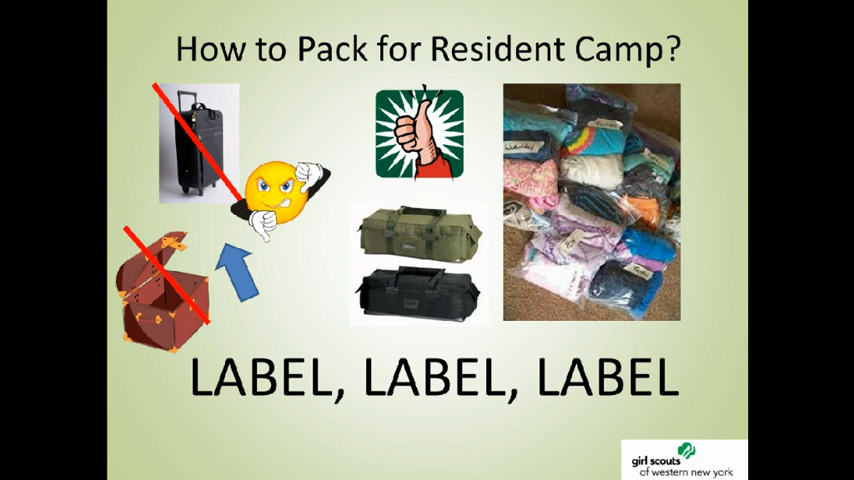 How to Pack for Resident Camp?
LABEL, LABEL, LABEL
girl scouts
of western new york